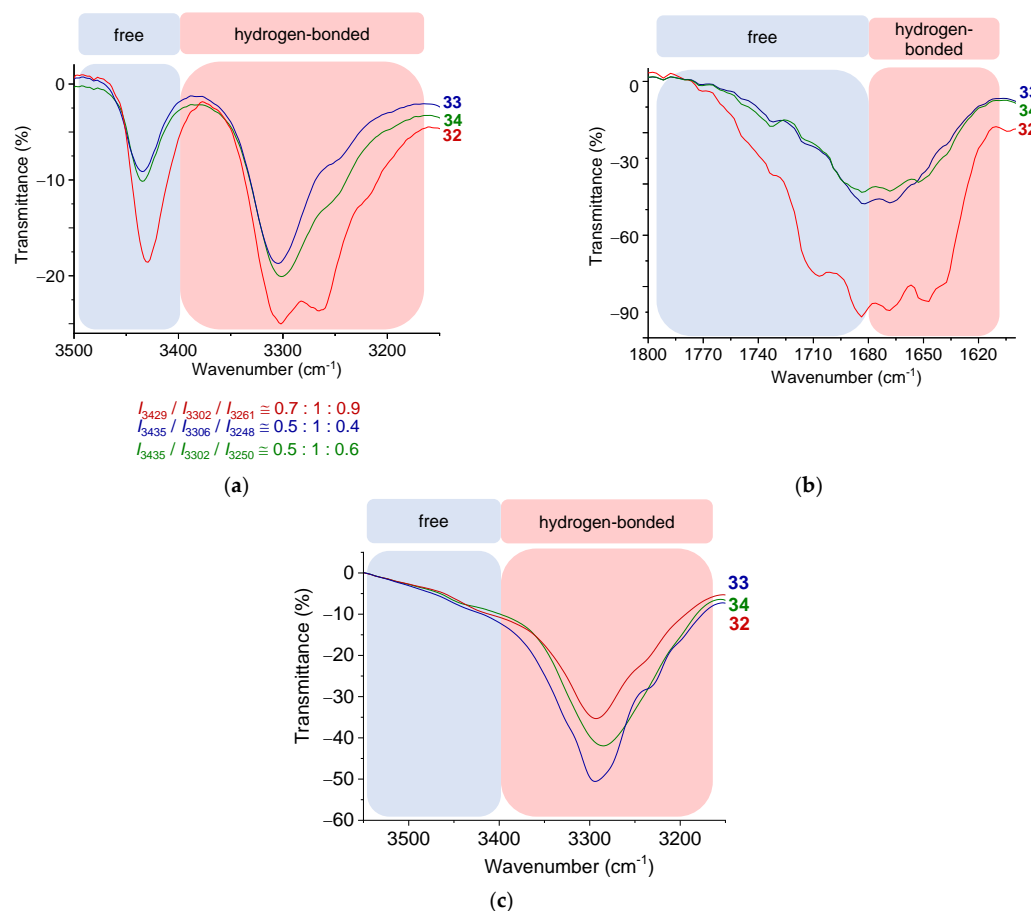 free hydrogen-bonded
0
−10
−20
Transmittance (%)
33
34
32
3500 3400 3300 3200
Wavenumber (cm⁻¹)
I₃₄₂₉ / I₃₃₀₂ / I₃₂₆₁ ≅ 0.7 : 1 : 0.9
I₃₄₃₅ / I₃₃₀₆ / I₃₂₄₈ ≅ 0.5 : 1 : 0.4
I₃₄₃₅ / I₃₃₀₂ / I₃₂₅₀ ≅ 0.5 : 1 : 0.6
(a)
free hydrogen-
bonded
0
−30
−60
−90
Transmittance (%)
33
34
32
1800 1770 1740 1710 1680 1650 1620
Wavenumber (cm⁻¹)
(b)
free hydrogen-bonded
0
−10
−20
−30
−40
−50
−60
Transmittance (%)
33
34
32
3500 3400 3300 3200
Wavenumber (cm⁻¹)
(c)